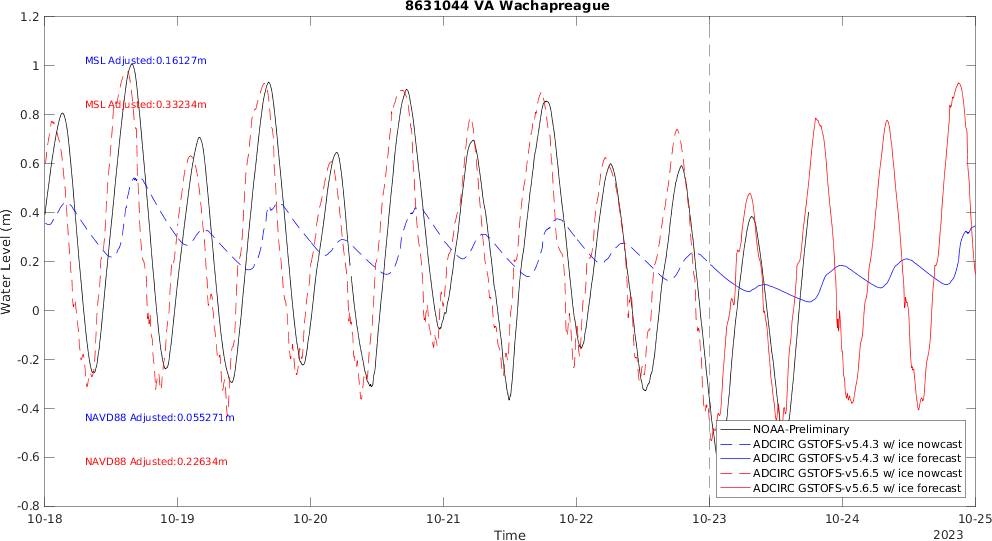 8631044 VA Wachapreague
1.2
1
0.8
0.6
0.4
0.2
0
-0.2
-0.4
-0.6
-0.8
Water Level (m)
MSL Adjusted:0.16127m
MSL Adjusted:0.33234m
NAVD88 Adjusted:0.055271m
NAVD88 Adjusted:0.22634m
NOAA-Preliminary
ADCIRC GSTOFS-v5.4.3 w/ ice nowcast
ADCIRC GSTOFS-v5.4.3 w/ ice forecast
ADCIRC GSTOFS-v5.6.5 w/ ice nowcast
ADCIRC GSTOFS-v5.6.5 w/ ice forecast
10-18 10-19 10-20 10-21 10-22 10-23 10-24 10-25
Time
2023